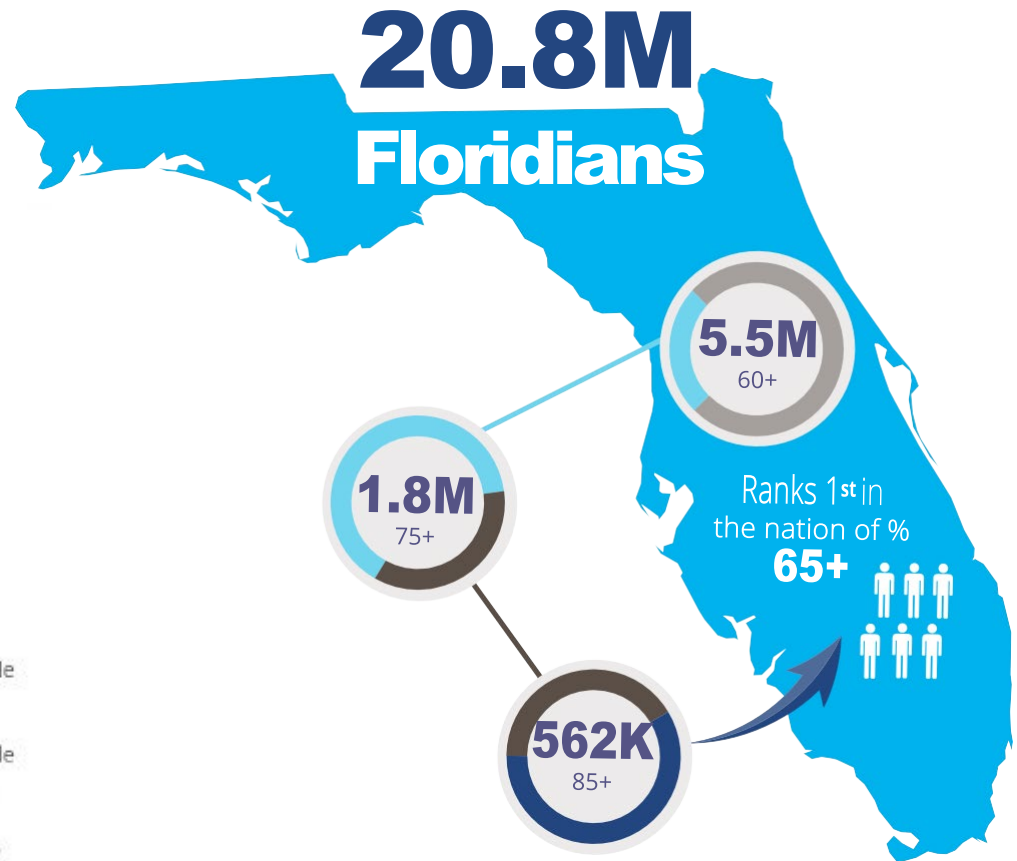 20.8M
Floridians
5.5M
60+
1.8M
75+
Ranks 1st in
the nation of %
65+
562K
85+